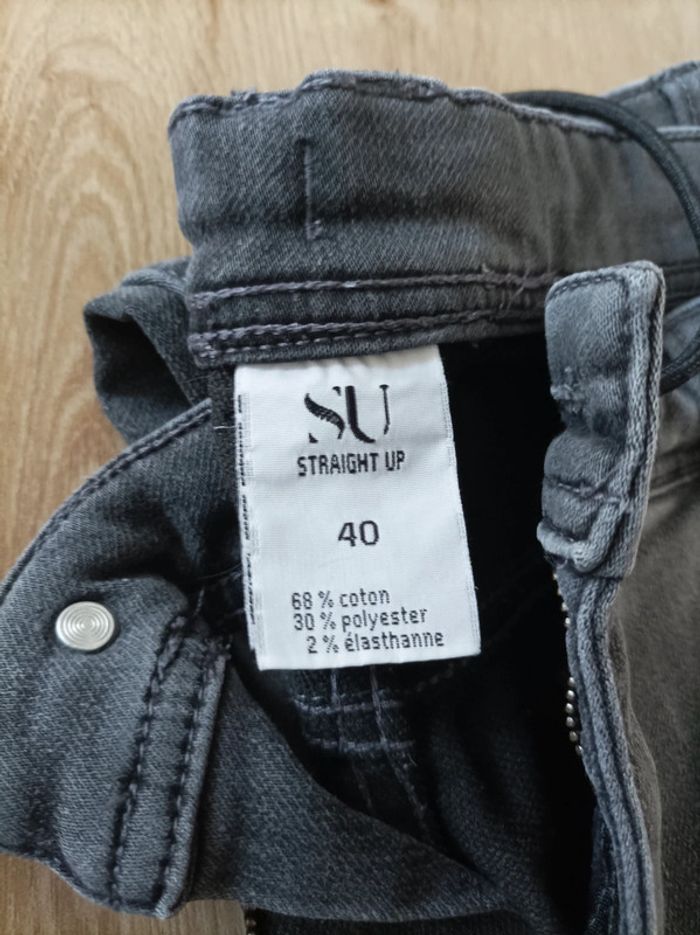 SU
STRAIGHT UP
40
68 % coton
30 % polyester
2 % élasthanne